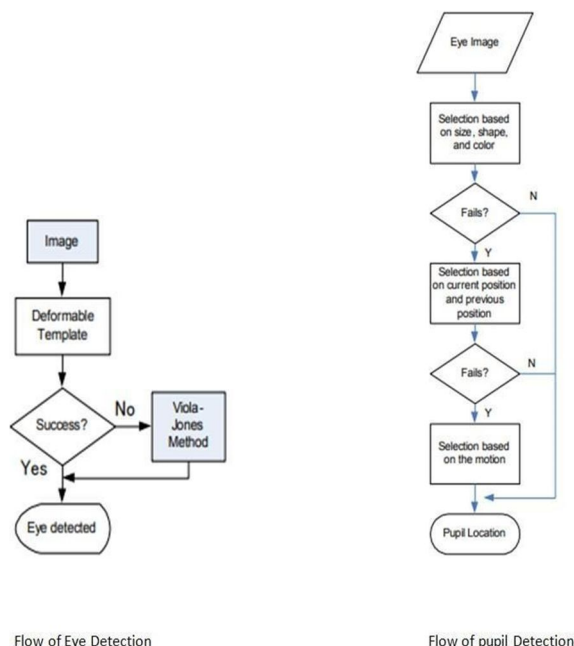 Image
Deformable
Template
Success?
No
Viola-
Jones
Method
Yes
Eye detected
Flow of Eye Detection
Eye Image
Selection based
on size, shape,
and color
Fails?
N
Y
Selection based
on current position
and previous
position
Fails?
N
Y
Selection based
on the motion
Pupil Location
Flow of pupil Detection